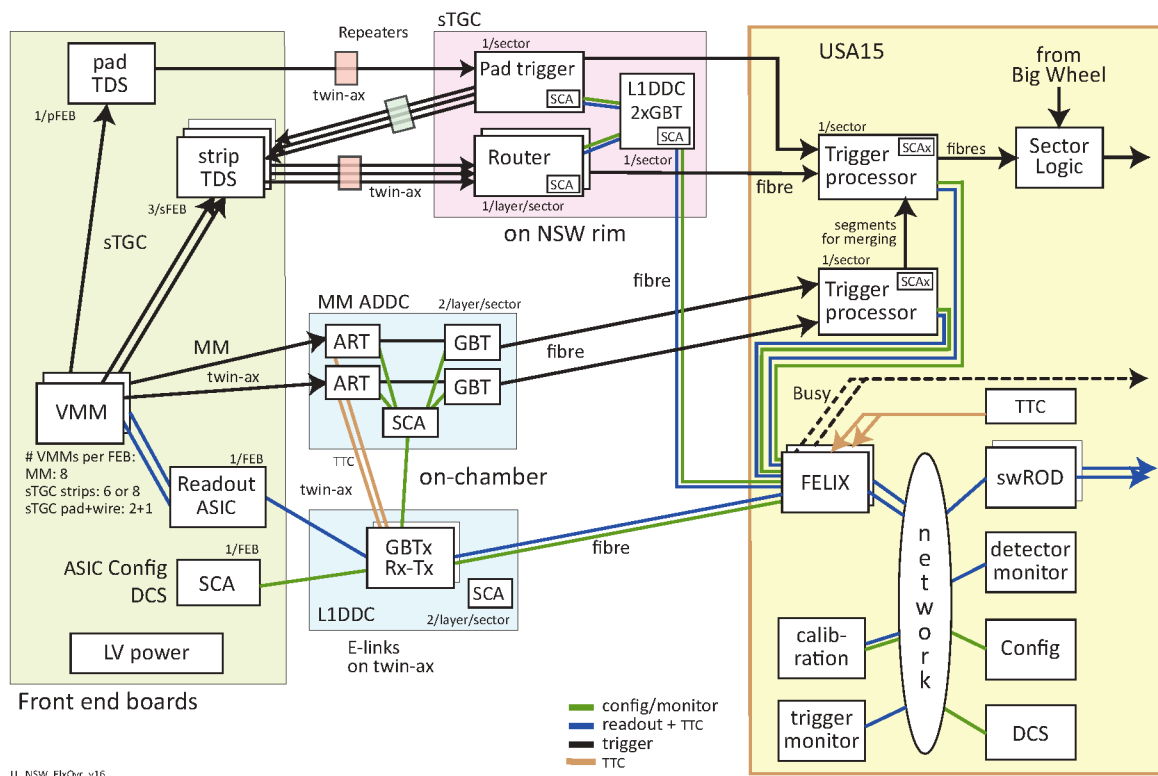 sTGC
Repeaters
USA15
pad
TDS
1/pFEB
twin-ax
1/sector
Pad trigger
SCA
L1DDC
2xGBT
SCA
1/sector
from
Big Wheel
strip
TDS
3/sFEB
twin-ax
Router
SCA
1/layer/sector
on NSW rim
fibre
1/sector
Trigger
processor
SCAx
fibres
Sector
Logic
sTGC
segments
for merging
1/sector
Trigger
processor
SCAx
fibre
MM ADDC
2/layer/sector
MM
twin-ax
ART
GBT
ART
GBT
SCA
fibre
VMM
# VMMs per FEB:
MM: 8
sTGC strips: 6 or 8
sTGC pad+wire: 2+1
TTC
twin-ax
on-chamber
Busy
TTC
1/FEB
Readout
ASIC
FELIX
swROD
network
1/FEB
ASIC Config
DCS
SCA
GBTx
Rx-Tx
SCA
L1DDC
2/layer/sector
fibre
detector
monitor
LV power
E-links
on twin-ax
calib-
ration
Config
Front end boards
config/monitor
readout + TTC
trigger
TTC
trigger
monitor
DCS